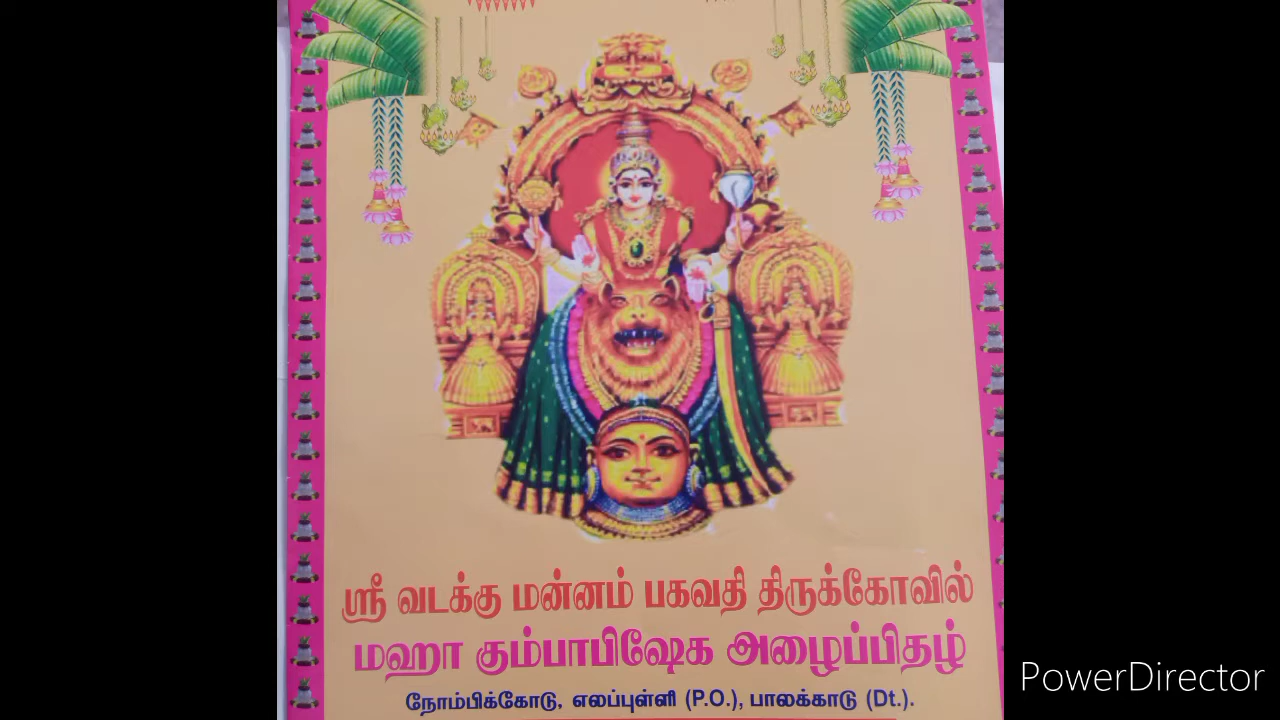 ஸ்ரீ வடக்கு மன்னம் பகவதி திருக்கோவில்
மஹா கும்பாபிஷேக அழைப்பிதழ்
நோம்பிக்கோடு, எலப்புள்ளி (P.O.), பாலக்காடு (Dt.).
PowerDirector